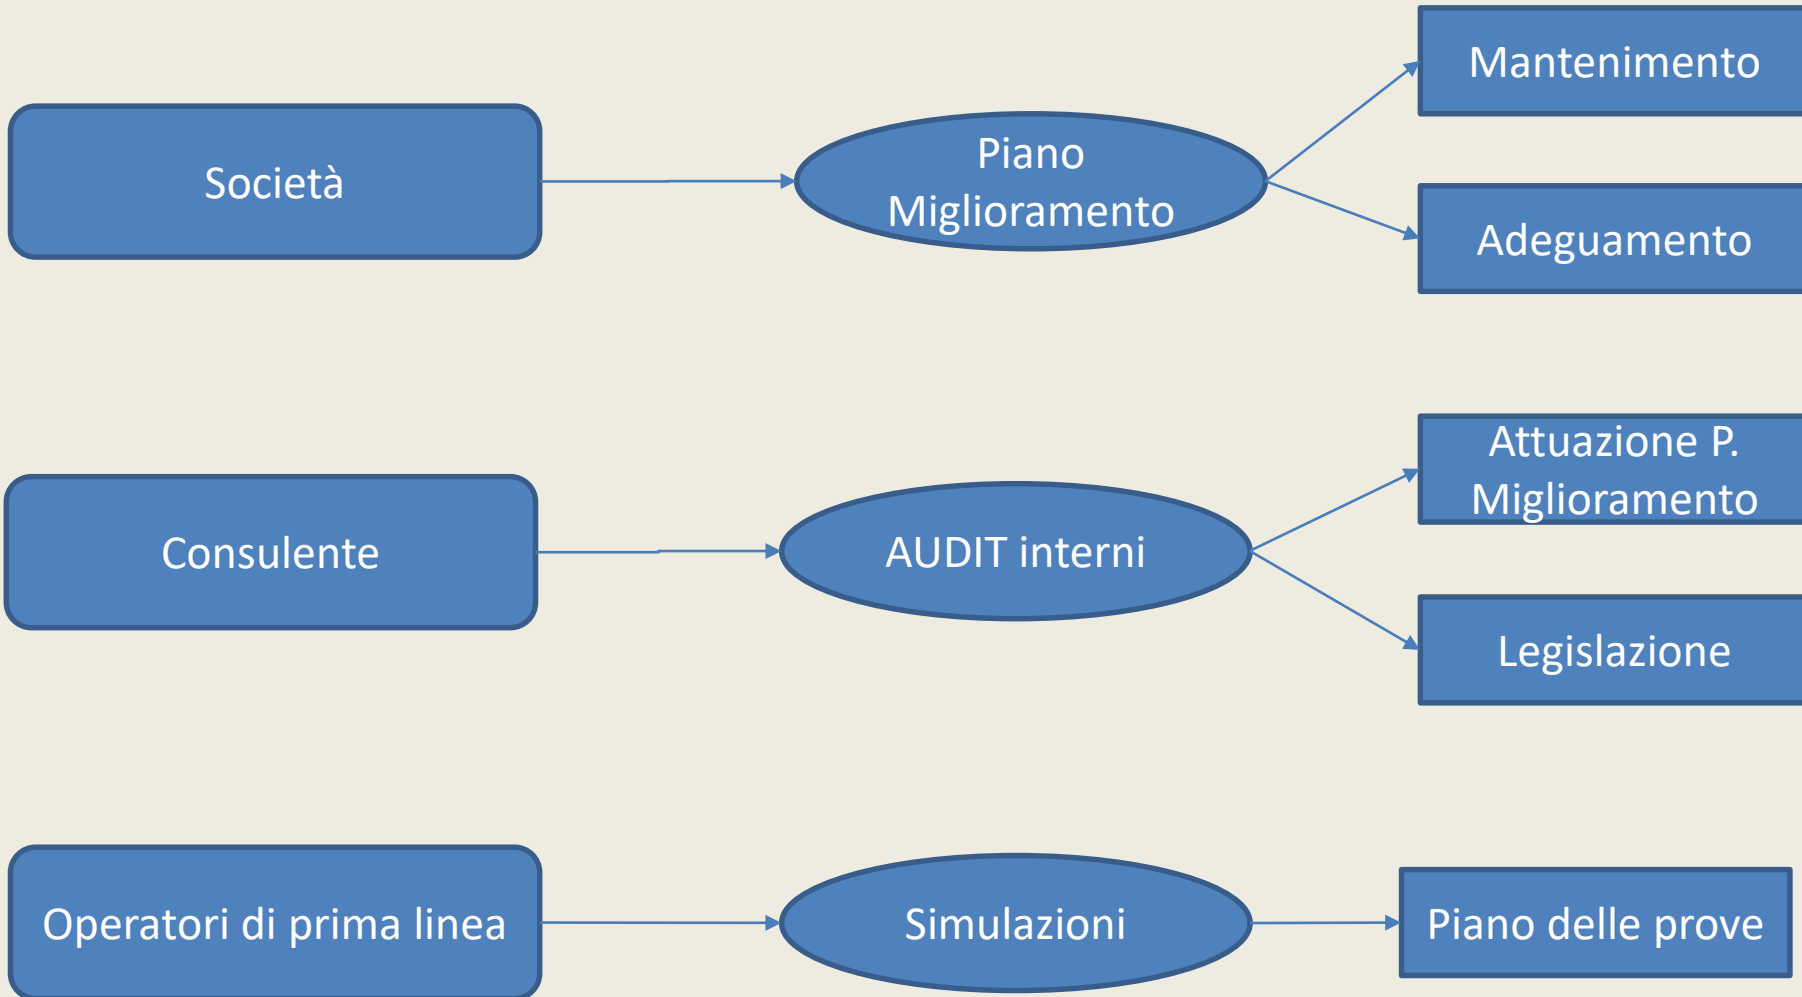 Società
Piano
Miglioramento
Mantenimento
Adeguamento
Consulente
AUDIT interni
Attuazione P.
Miglioramento
Legislazione
Operatori di prima linea
Simulazioni
Piano delle prove